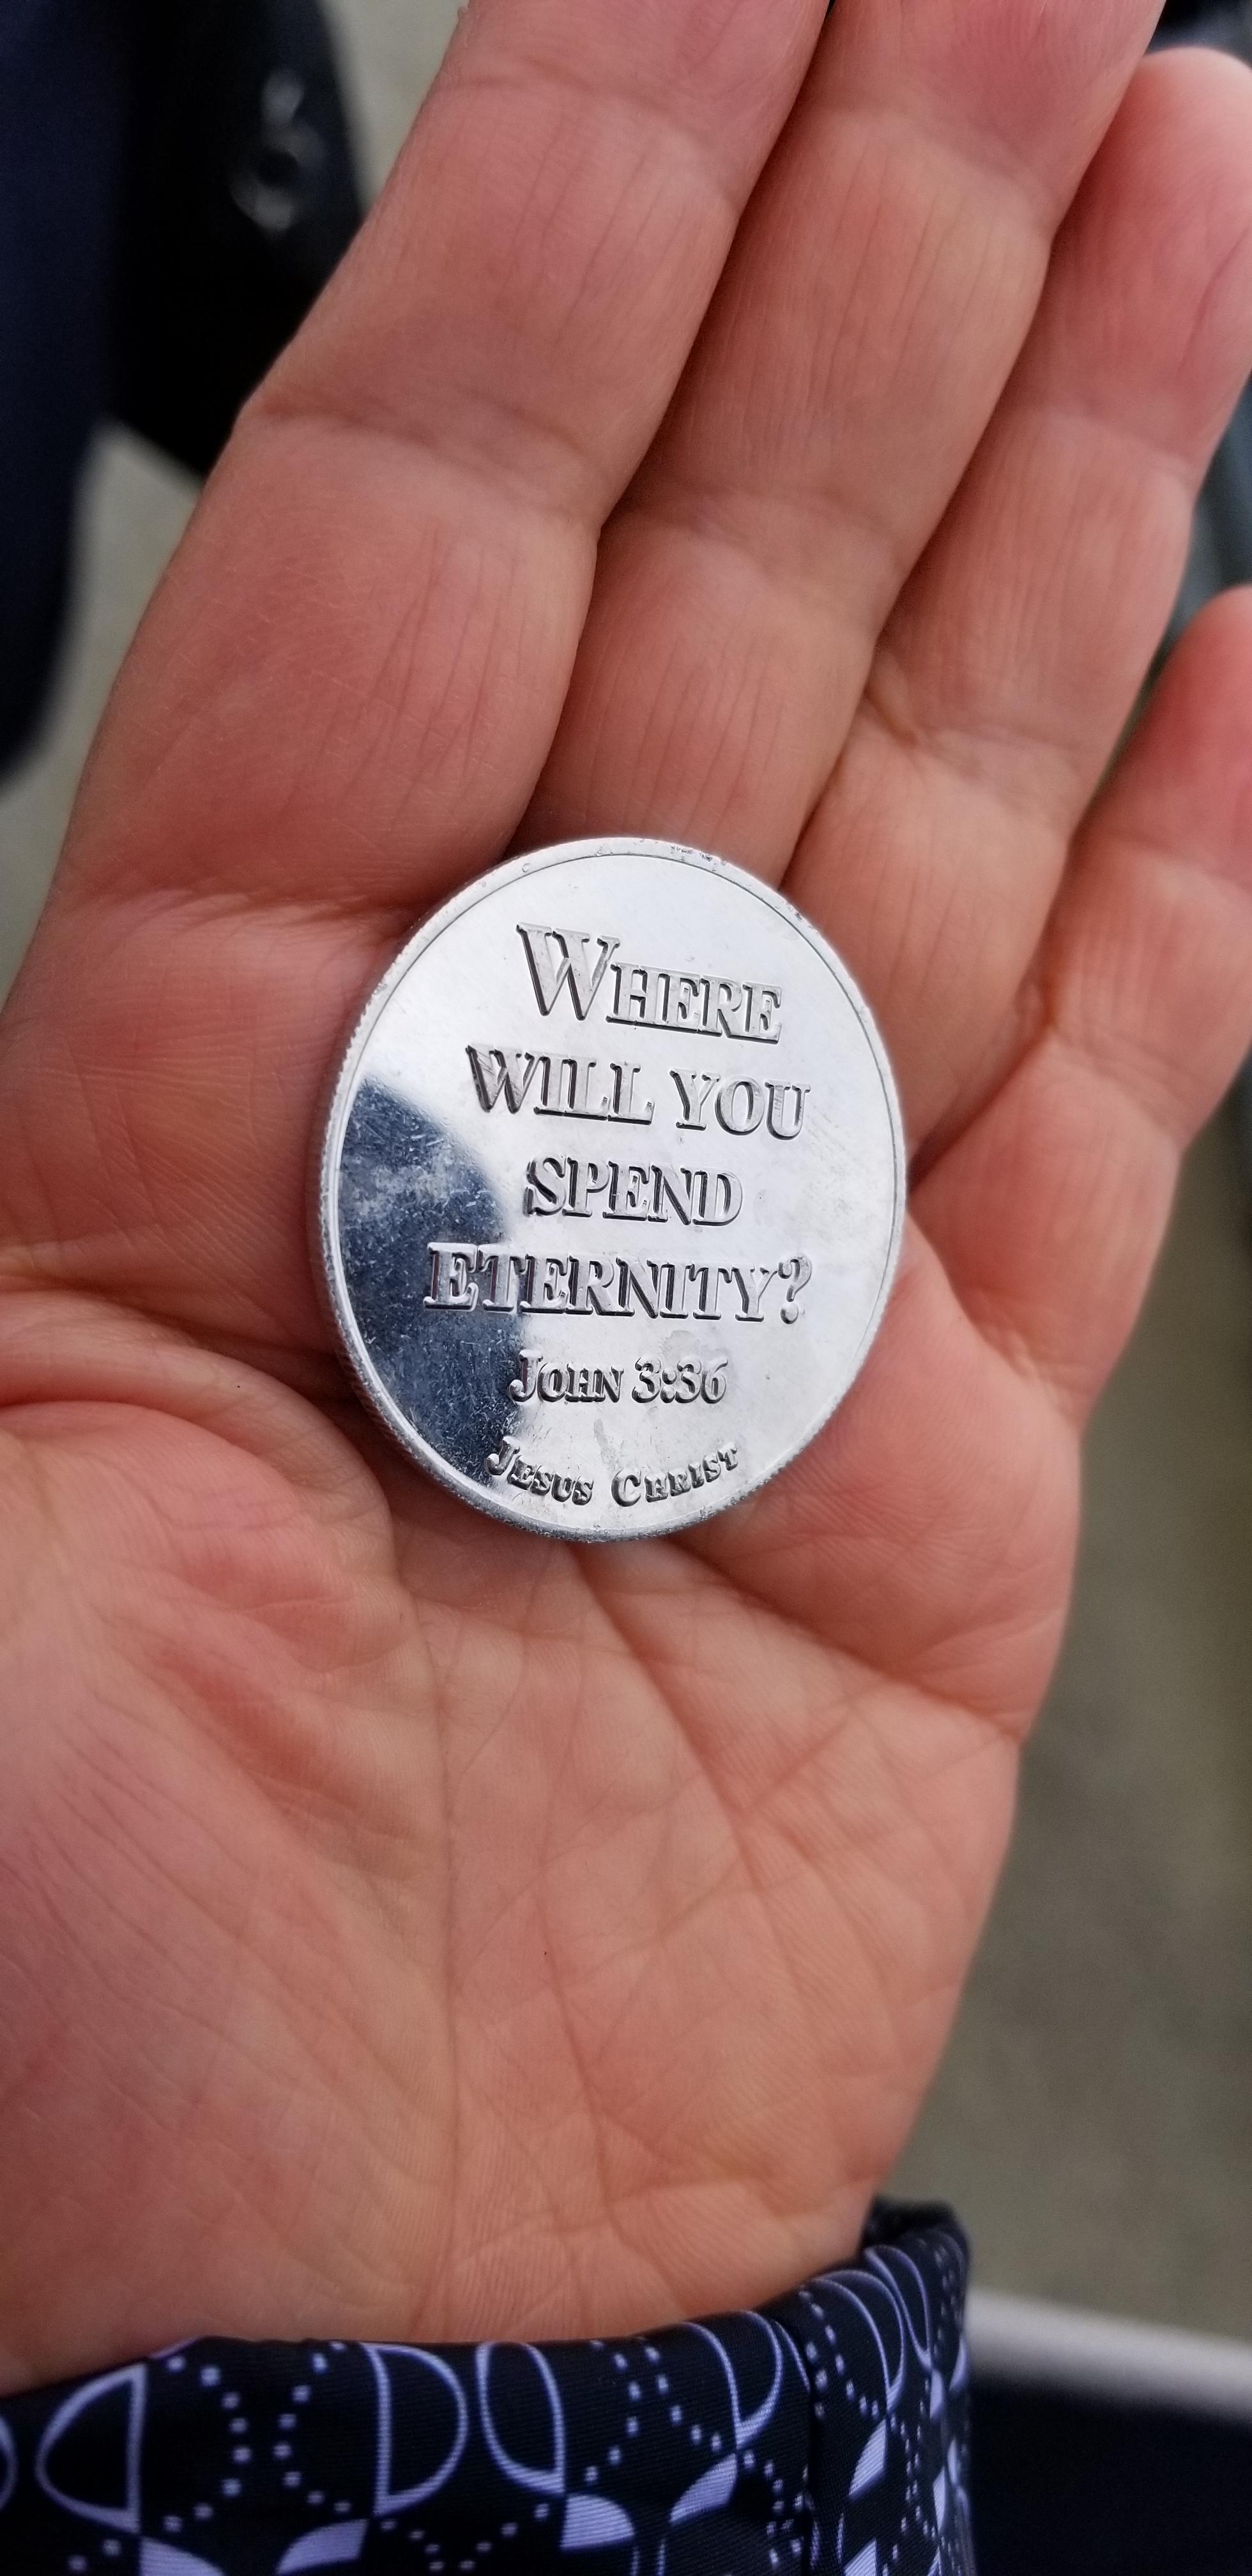 WHERE
WILL YOU
SPEND
ETERNITY?
JOHN 3:36
JESUS CHRIST